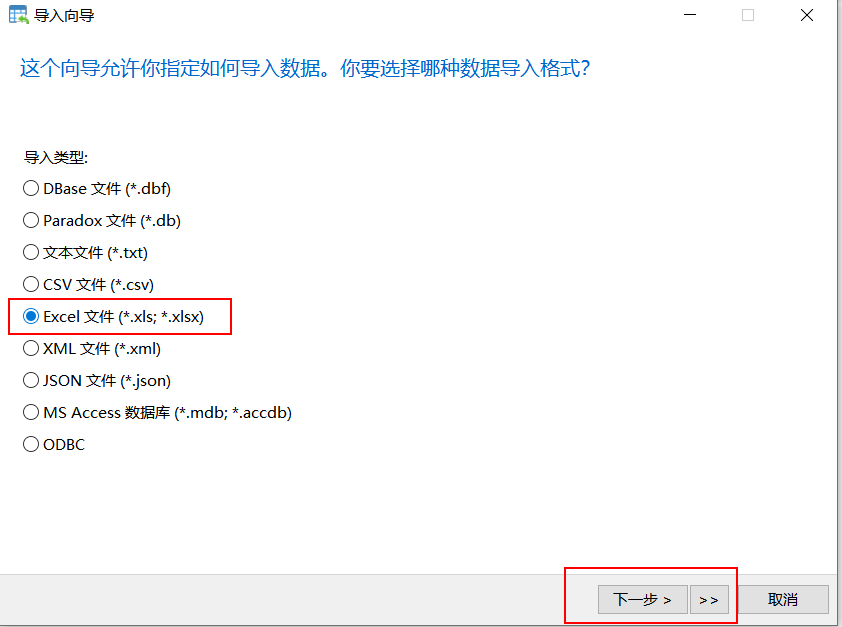 导入向导
这个向导允许你指定如何导入数据。你要选择哪种数据导入格式？
导入类型:
DBase 文件 (*.dbf)
Paradox 文件 (*.db)
文本文件 (*.txt)
CSV 文件 (*.csv)
Excel 文件 (*.xls; *.xlsx)
XML 文件 (*.xml)
JSON 文件 (*.json)
MS Access 数据库 (*.mdb; *.accdb)
ODBC
下一步 > >> 取消